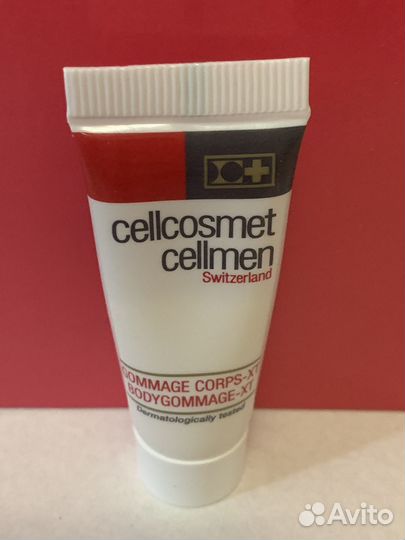 cellcosmet
cellmen
Switzerland
GOMMAGE CORPS-XT
BODYGOMMAGE-XT
Dermatologically tested
Avito